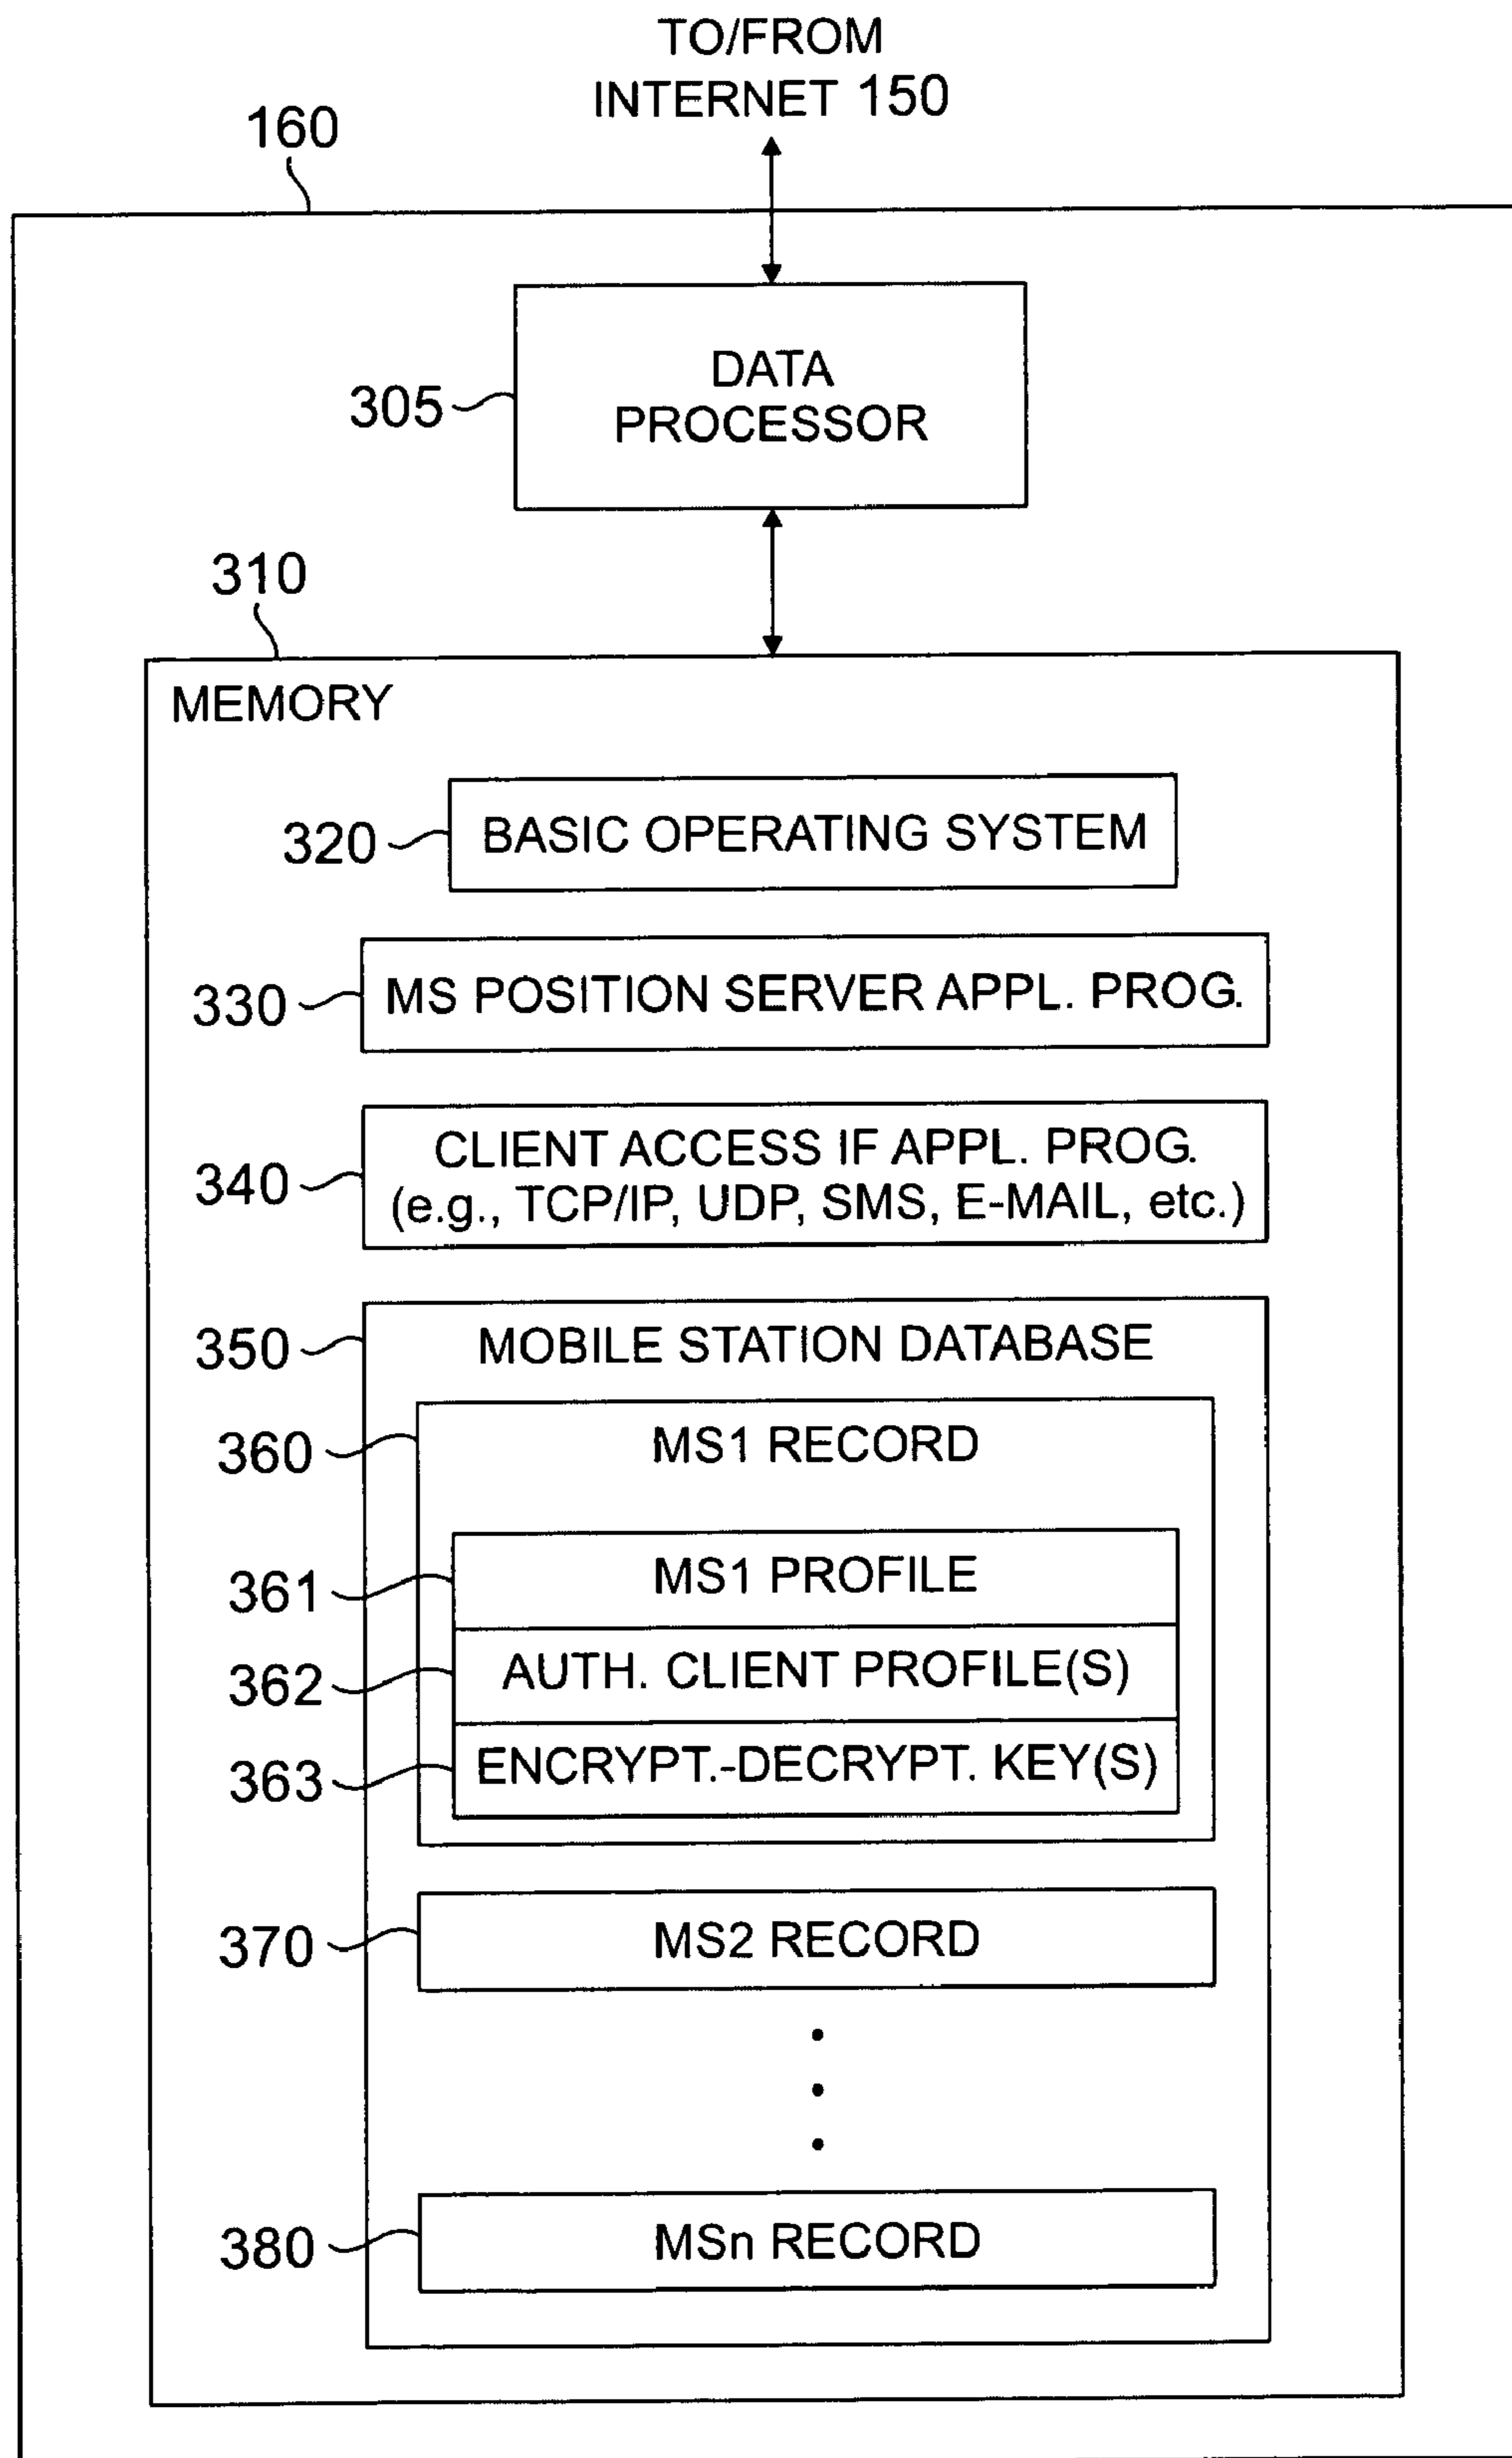 TO/FROM
INTERNET 150
160
DATA
PROCESSOR
305
310
MEMORY
320
BASIC OPERATING SYSTEM
330
MS POSITION SERVER APPL. PROG.
340
CLIENT ACCESS IF APPL. PROG.
(e.g., TCP/IP, UDP, SMS, E-MAIL, etc.)
350
MOBILE STATION DATABASE
360
MS1 RECORD
361
MS1 PROFILE
362
AUTH. CLIENT PROFILE(S)
363
ENCRYPT.-DECRYPT. KEY(S)
370
MS2 RECORD
380
MSn RECORD